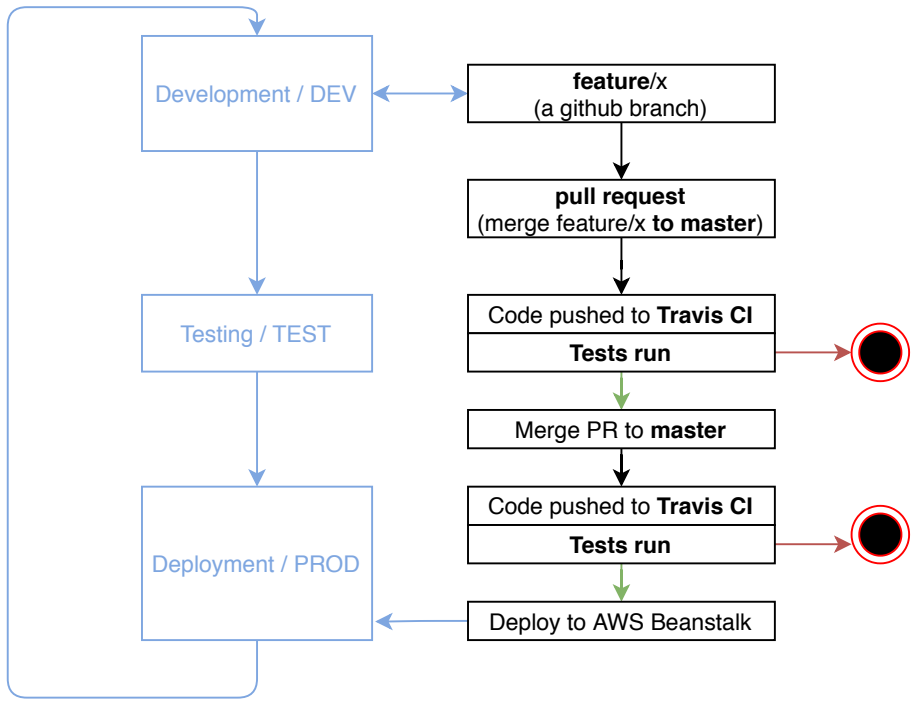 Development / DEV
feature/x
(a github branch)
pull request
(merge feature/x to master)
Testing / TEST
Code pushed to Travis CI
Tests run
Merge PR to master
Deployment / PROD
Code pushed to Travis CI
Tests run
Deploy to AWS Beanstalk